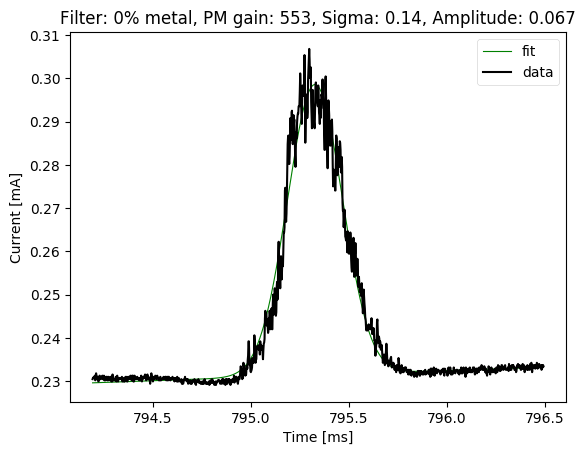 Filter: 0% metal, PM gain: 553, Sigma: 0.14, Amplitude: 0.067
0.31
0.30
0.29
0.28
0.27
0.26
0.25
0.24
0.23
Current [mA]
fit
data
794.5
795.0
795.5
796.0
796.5
Time [ms]